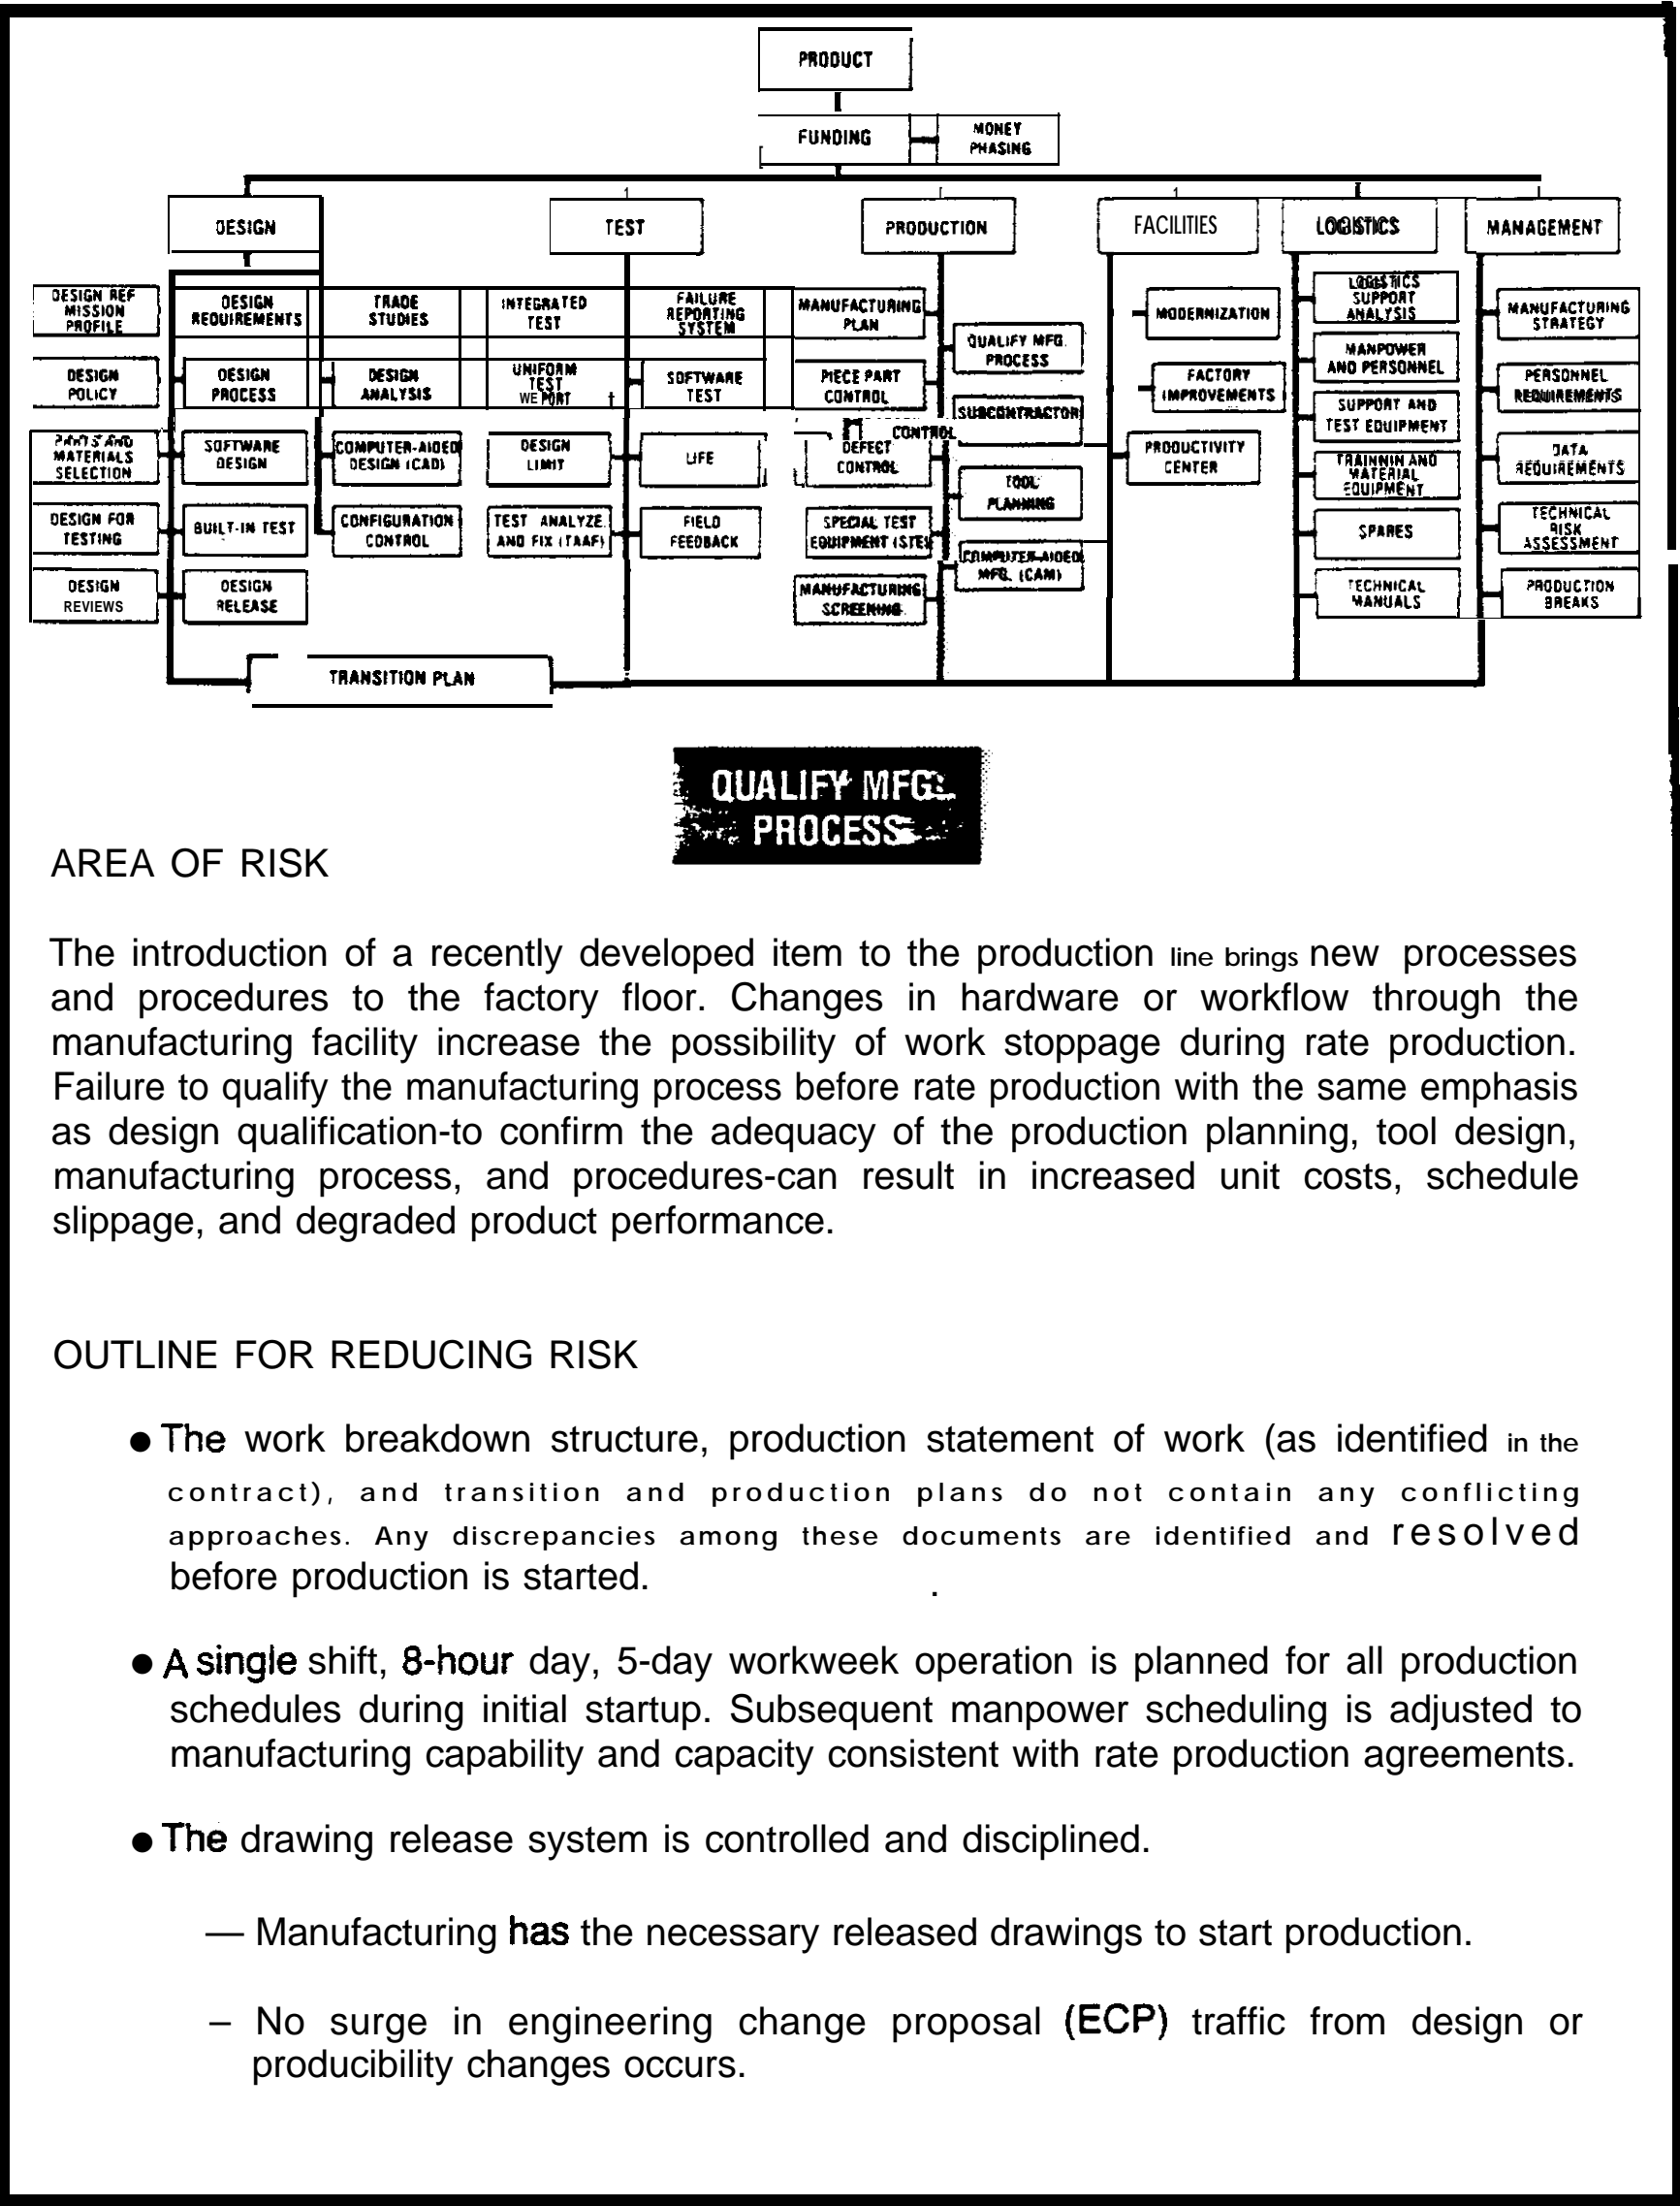 PRODUCT
FUNDING
MONEY
PHASING
DESIGN
TEST
PRODUCTION
FACILITIES
LOGISTICS
MANAGEMENT
DESIGN REF
MISSION
PROFILE
DESIGN
REQUIREMENTS
TRADE
STUDIES
INTEGRATED
TEST
FAILURE
REPORTING
SYSTEM
MANUFACTURING
PLAN
QUALIFY MFG.
PROCESS
MODERNIZATION
LOGISTICS
SUPPORT
ANALYSIS
MANUFACTURING
STRATEGY
DESIGN
POLICY
DESIGN
PROCESS
DESIGN
ANALYSIS
UNIFORM
TEST
WE PORT
SOFTWARE
TEST
PIECE PART
CONTROL
SUBCONTRACTOR
CONTROL
FACTORY
IMPROVEMENTS
MANPOWER
AND PERSONNEL
PERSONNEL
REQUIREMENTS
PARTS AND
MATERIALS
SELECTION
SOFTWARE
DESIGN
COMPUTER-AIDED
DESIGN (CAD)
DESIGN
LIMIT
LIFE
DEFECT
CONTROL
TOOL
PLANNING
PRODUCTIVITY
CENTER
SUPPORT AND
TEST EQUIPMENT
DATA
REQUIREMENTS
TRAINNIN AND
MATERIAL
EQUIPMENT
DESIGN FOR
TESTING
BUILT-IN TEST
CONFIGURATION
CONTROL
TEST ANALYZE
AND FIX (TAAF)
FIELD
FEEDBACK
SPECIAL TEST
EQUIPMENT (STE)
COMPUTER-AIDED
MFG. (CAM)
SPARES
TECHNICAL
RISK
ASSESSMENT
DESIGN
REVIEWS
DESIGN
RELEASE
MANUFACTURING
SCREENING
TECHNICAL
MANUALS
PRODUCTION
BREAKS
TRANSITION PLAN
QUALIFY MFG.
PROCESS
AREA OF RISK
The introduction of a recently developed item to the production line brings new processes
and procedures to the factory floor. Changes in hardware or workflow through the
manufacturing facility increase the possibility of work stoppage during rate production.
Failure to qualify the manufacturing process before rate production with the same emphasis
as design qualification-to confirm the adequacy of the production planning, tool design,
manufacturing process, and procedures-can result in increased unit costs, schedule
slippage, and degraded product performance.
OUTLINE FOR REDUCING RISK
● The work breakdown structure, production statement of work (as identified in the
contract), and transition and production plans do not contain any conflicting
approaches. Any discrepancies among these documents are identified and resolved
before production is started.
● A single shift, 8-hour day, 5-day workweek operation is planned for all production
schedules during initial startup. Subsequent manpower scheduling is adjusted to
manufacturing capability and capacity consistent with rate production agreements.
● The drawing release system is controlled and disciplined.
— Manufacturing has the necessary released drawings to start production.
– No surge in engineering change proposal (ECP) traffic from design or
producibility changes occurs.